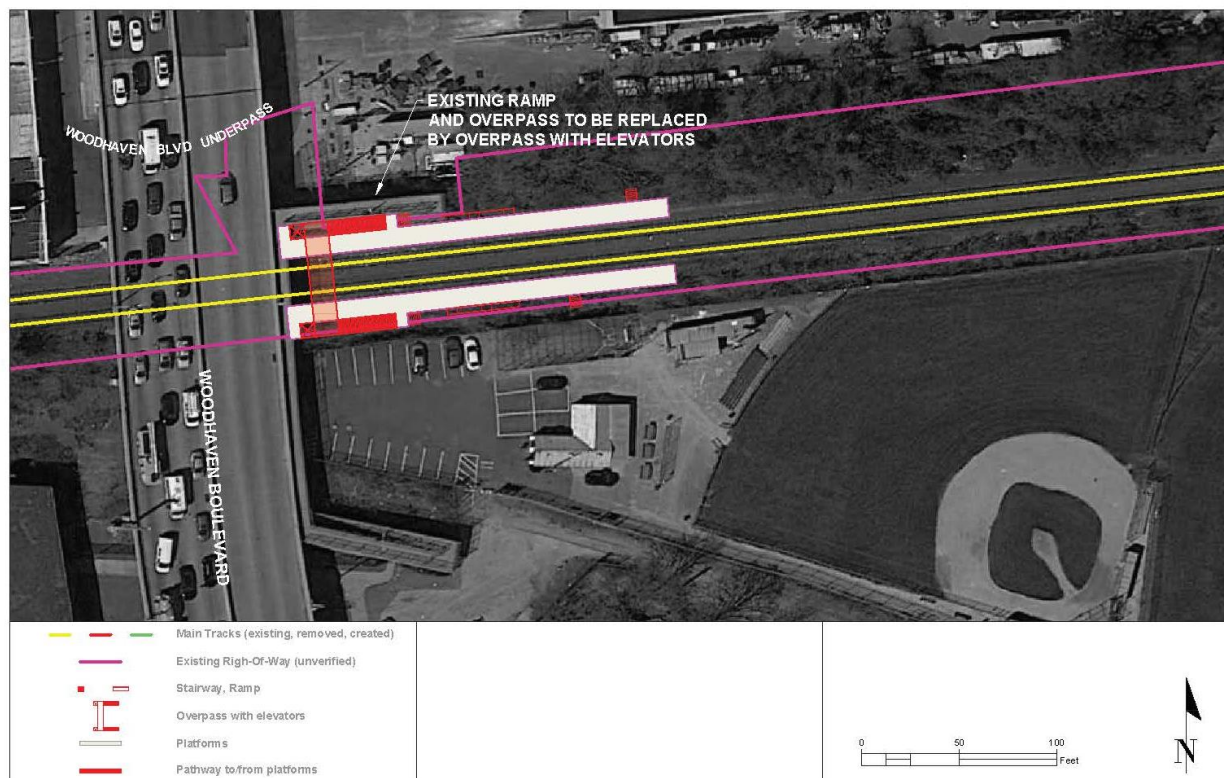 EXISTING RAMP
AND OVERPASS TO BE REPLACED
BY OVERPASS WITH ELEVATORS
WOODHAVEN BLVD UNDERPASS
WOODHAVEN BOULEVARD
Main Tracks (existing, removed, created)
Existing Righ-Of-Way (unverified)
Stairway, Ramp
Overpass with elevators
Platforms
Pathway to/from platforms
0 50 100
Feet
N